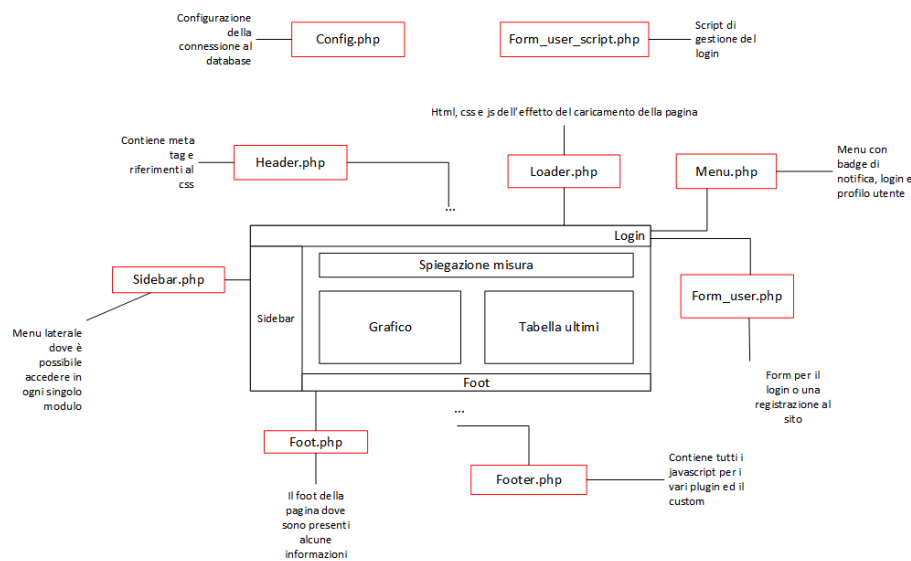 Configurazione
della
connessione al
database
Config.php
Form_user_script.php
Script di
gestione del
login
Html, css e js dell'effetto del caricamento della pagina
Contiene meta
tag e
riferimenti al
css
Header.php
...
Loader.php
Menu.php
Menu con
badge di
notifica, login e
profilo utente
Login
Spiegazione misura
Sidebar.php
Sidebar
Grafico
Tabella ultimi
Form_user.php
Menu laterale
dove è
possibile
accedere in
ogni singolo
modulo
Foot
Form per il
login o una
registrazione al
sito
...
Foot.php
Footer.php
Contiene tutti i
javascript per i
vari plugin ed il
custom
Il foot della
pagina dove
sono presenti
alcune
informazioni